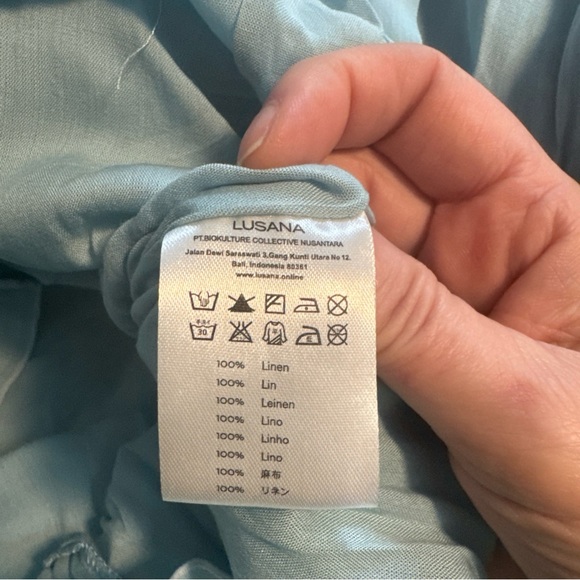 LUSANA
PT.BIOKULTURE COLLECTIVE NUSANTARA
Jalan Dewi Saraswati 3,Gang Kunti Utara No 12.
Bali, Indonesia 80361
www.lusana.online
30
100% Linen
100% Lin
100% Leinen
100% Lino
100% Linho
100% Lino
100% 麻布
100% リネン